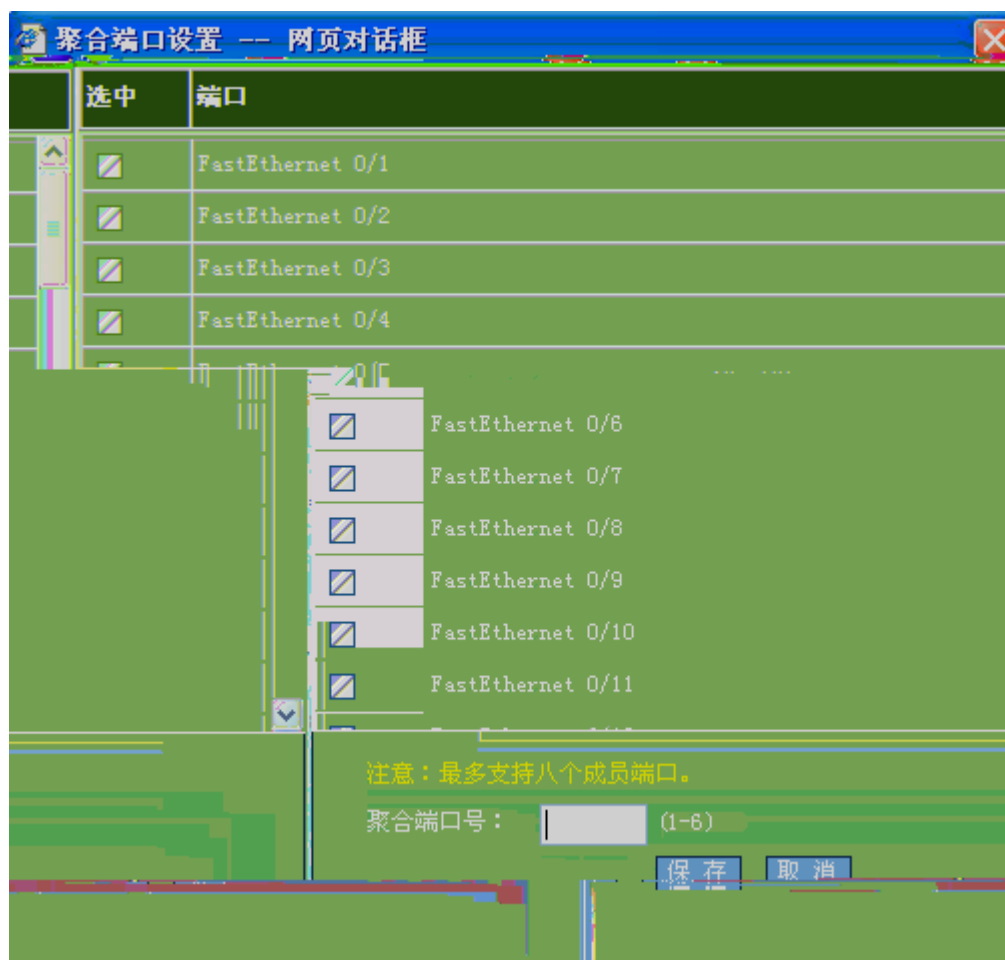 聚合端口设置 -- 网页对话框
选中 端口
FastEthernet 0/1
FastEthernet 0/2
FastEthernet 0/3
FastEthernet 0/4
FastEthernet 0/6
FastEthernet 0/7
FastEthernet 0/8
FastEthernet 0/9
FastEthernet 0/10
FastEthernet 0/11
注意：最多支持八个成员端口。
聚合端口号： (1-6)
保存 取消